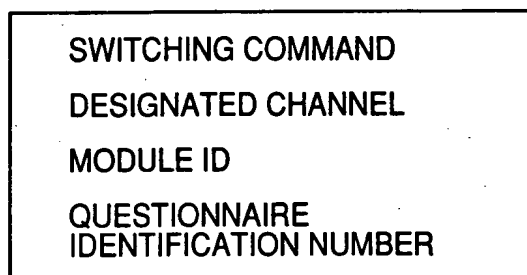 SWITCHING COMMAND
DESIGNATED CHANNEL
MODULE ID
QUESTIONNAIRE
IDENTIFICATION NUMBER